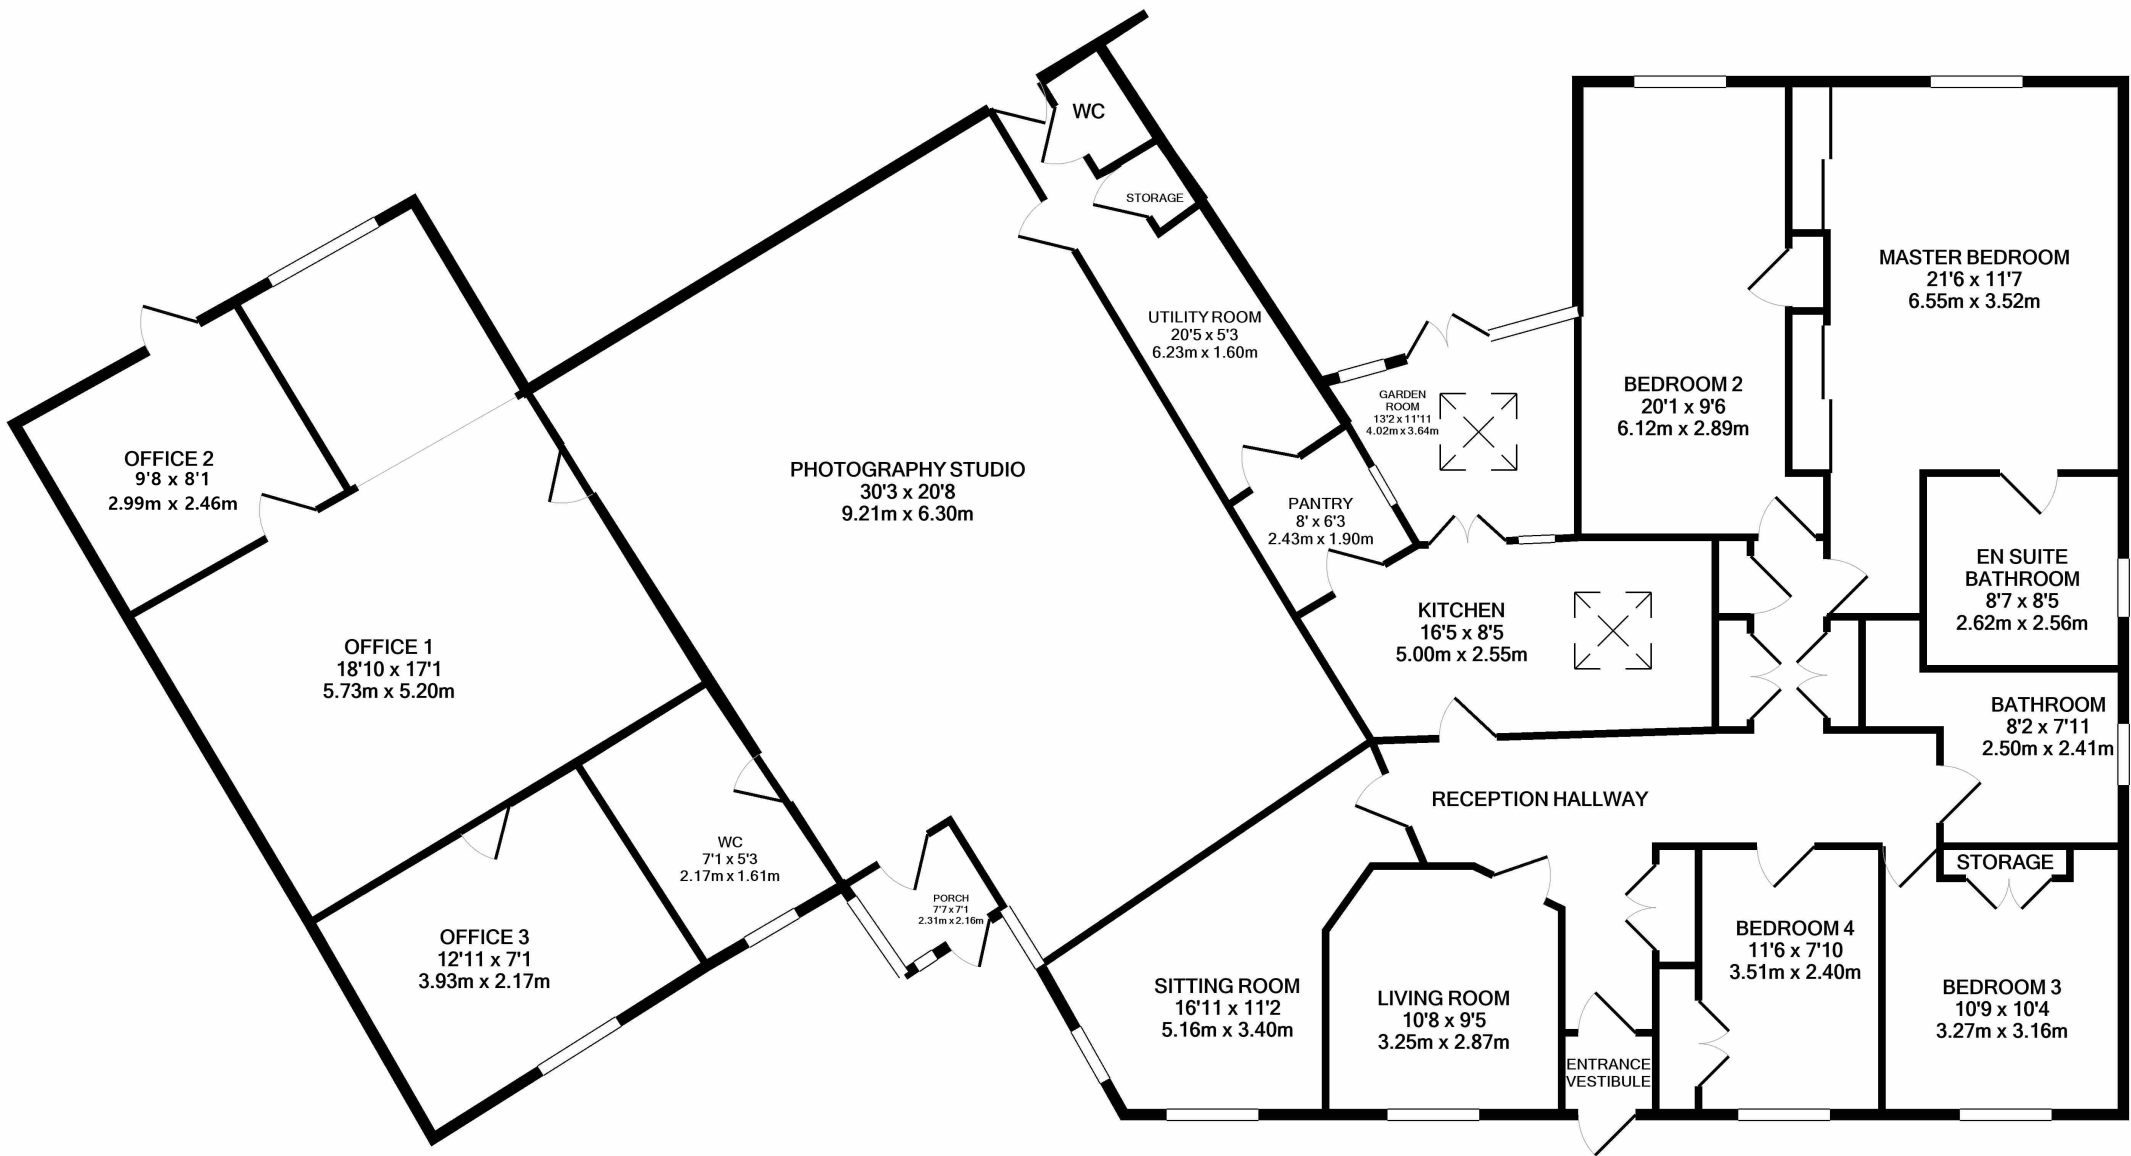 WC
STORAGE
UTILITY ROOM
20'5 x 5'3
6.23m x 1.60m
MASTER BEDROOM
21'6 x 11'7
6.55m x 3.52m
GARDEN
ROOM
13'2 x 11'11
4.02m x 3.64m
BEDROOM 2
20'1 x 9'6
6.12m x 2.89m
OFFICE 2
9'8 x 8'1
2.99m x 2.46m
PHOTOGRAPHY STUDIO
30'3 x 20'8
9.21m x 6.30m
PANTRY
8' x 6'3
2.43m x 1.90m
EN SUITE
BATHROOM
8'7 x 8'5
2.62m x 2.56m
KITCHEN
16'5 x 8'5
5.00m x 2.55m
OFFICE 1
18'10 x 17'1
5.73m x 5.20m
BATHROOM
8'2 x 7'11
2.50m x 2.41m
RECEPTION HALLWAY
WC
7'1 x 5'3
2.17m x 1.61m
STORAGE
PORCH
7'7 x 7'1
2.31m x 2.16m
OFFICE 3
12'11 x 7'1
3.93m x 2.17m
BEDROOM 4
11'6 x 7'10
3.51m x 2.40m
SITTING ROOM
16'11 x 11'2
5.16m x 3.40m
LIVING ROOM
10'8 x 9'5
3.25m x 2.87m
BEDROOM 3
10'9 x 10'4
3.27m x 3.16m
ENTRANCE
VESTIBULE